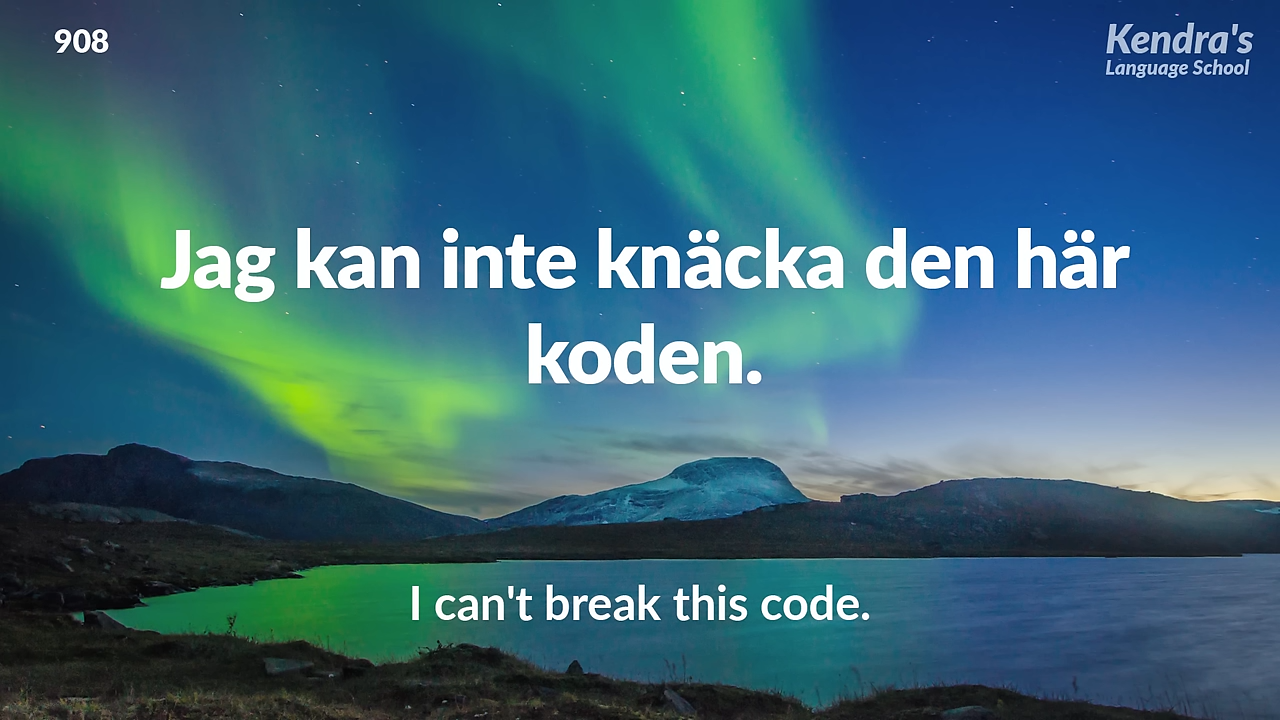 908
Kendra's
Language School
Jag kan inte knäcka den här
koden.
I can't break this code.